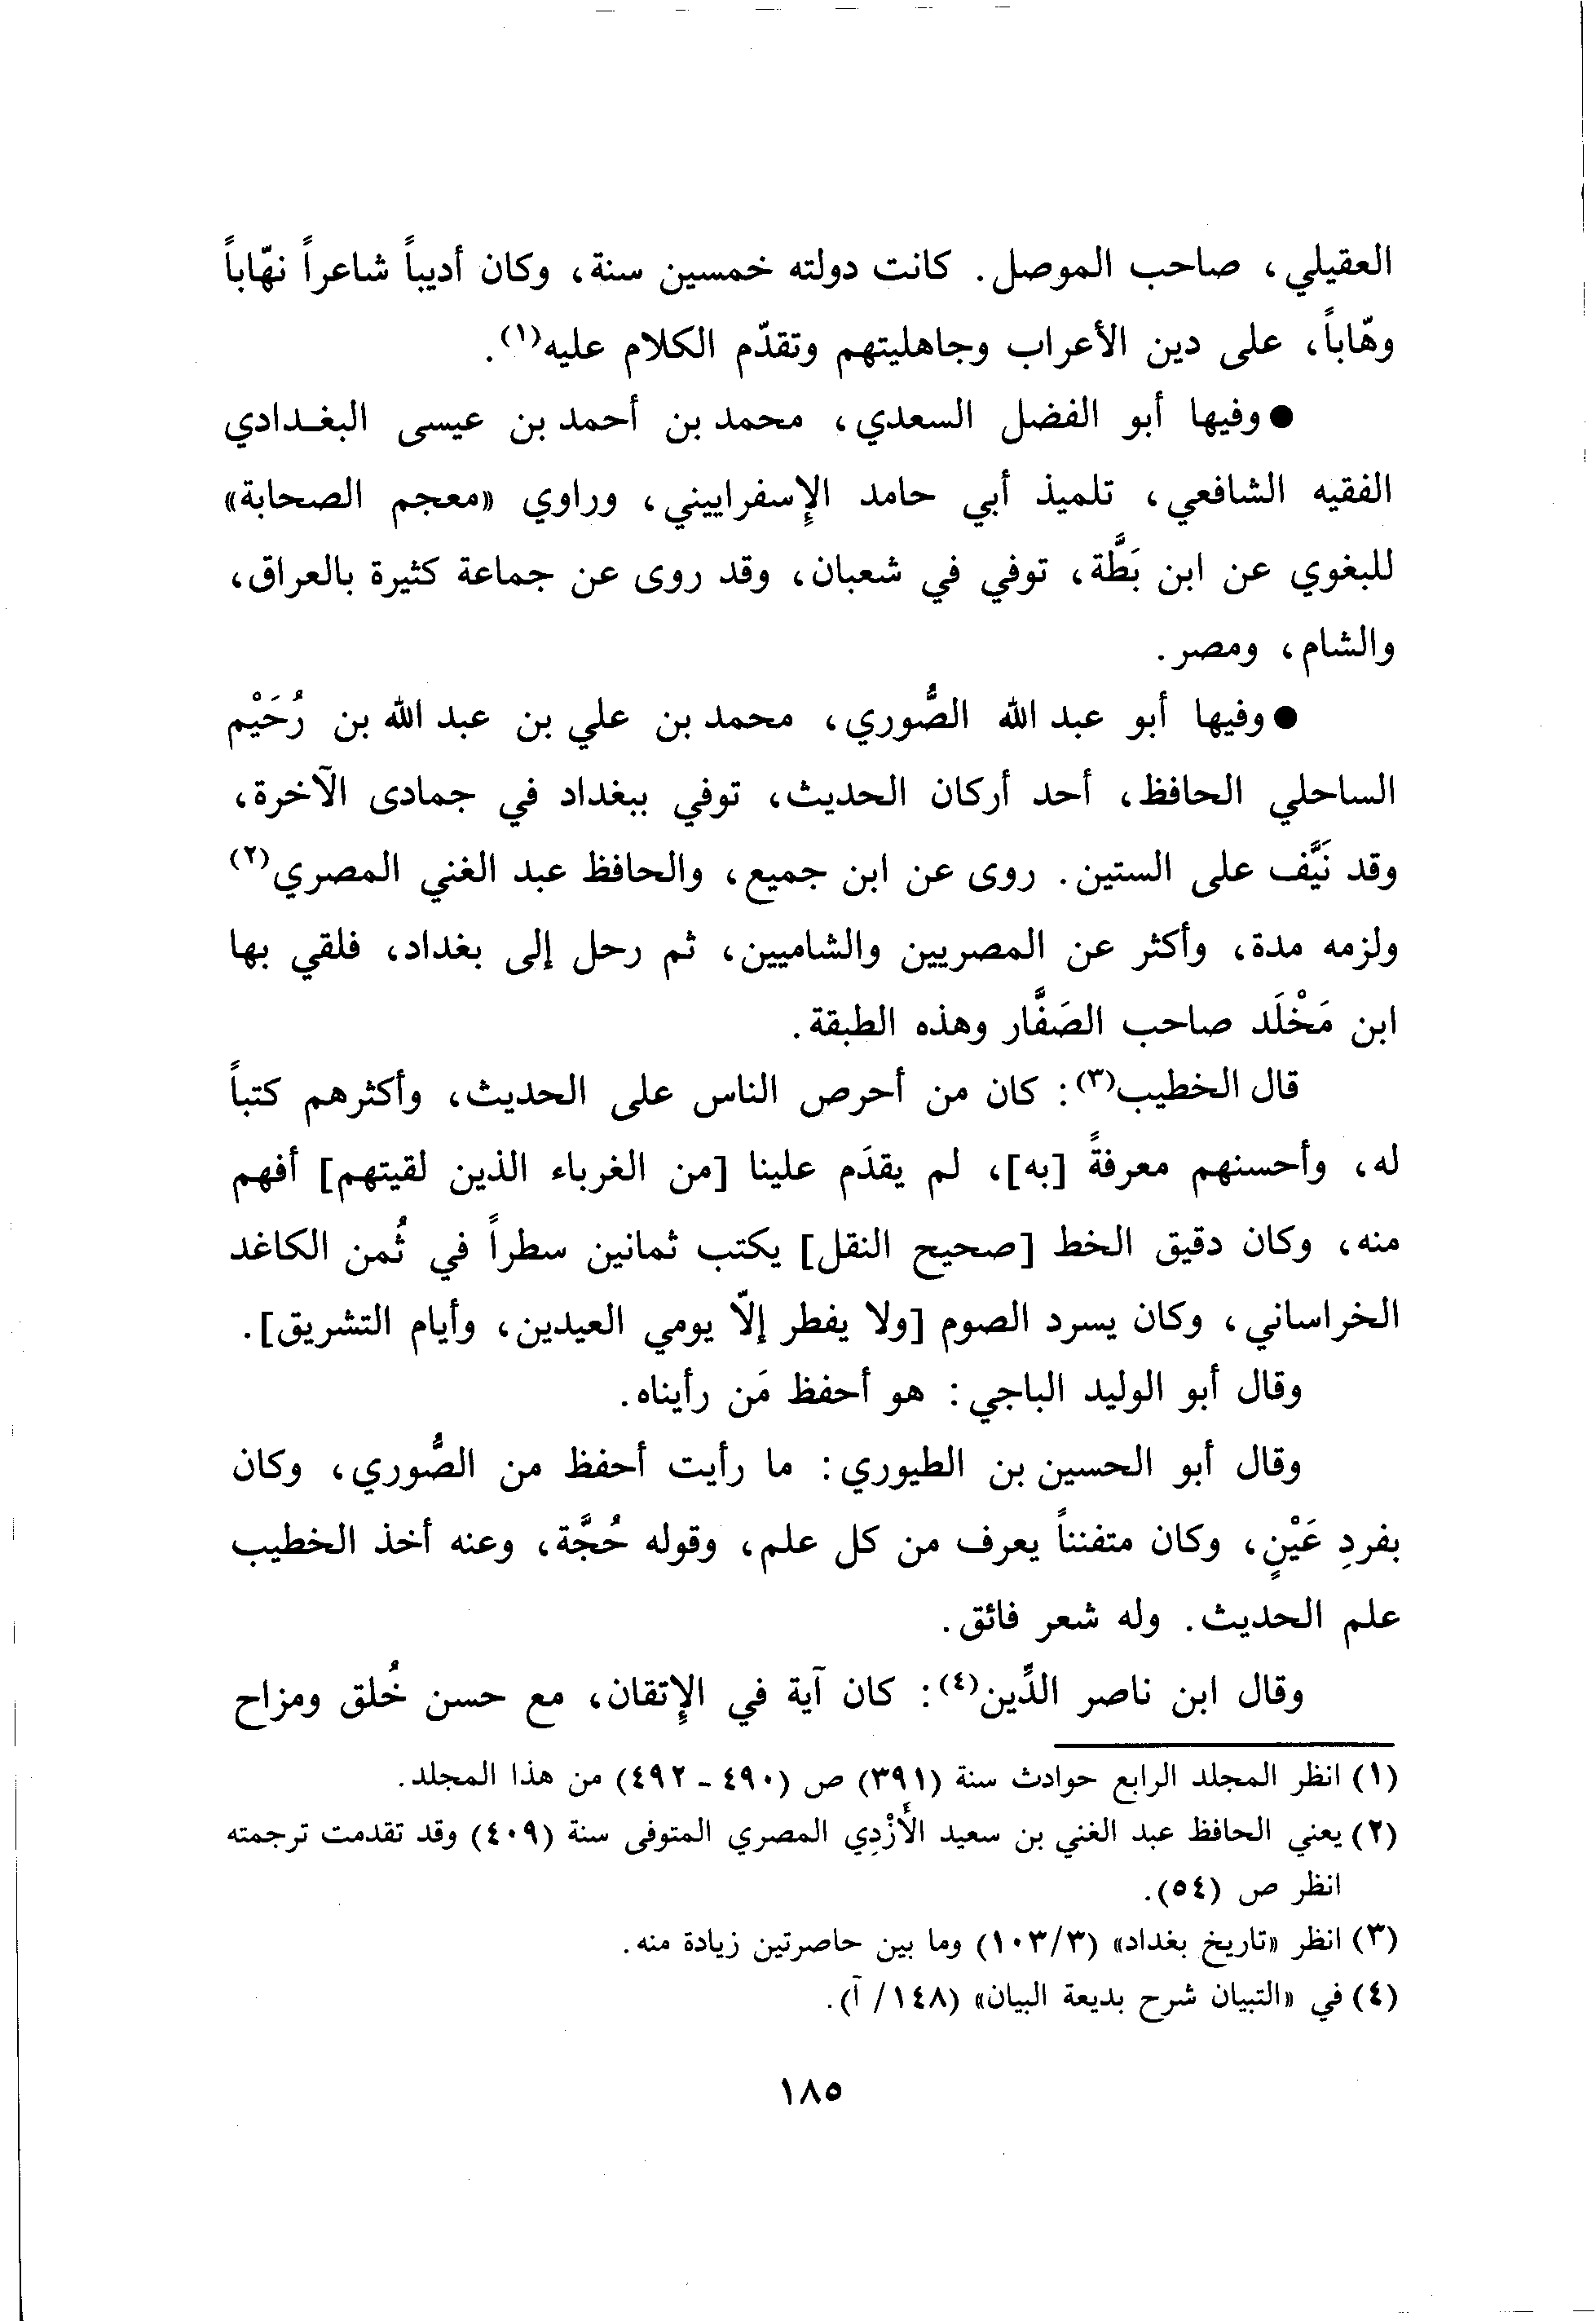 العقيلي، صاحب الموصل. كانت دولته خمسين سنة، وكان أديباً شاعراً نهّاباً
وهّاباً، على دين الأعراب وجاهليتهم وتقدّم الكلام عليه(١).
● وفيها أبو الفضل السعدي، محمد بن أحمد بن عيسى البغدادي
الفقيه الشافعي، تلميذ أبي حامد الإِسفراييني، وراوي «معجم الصحابة»
للبغوي عن ابن بَطَّة، توفي في شعبان، وقد روى عن جماعة كثيرة بالعراق،
والشام، ومصر.
● وفيها أبو عبد الله الصُّوري، محمد بن علي بن عبد الله بن رُحَيْم
الساحلي الحافظ، أحد أركان الحديث، توفي ببغداد في جمادى الآخرة،
وقد نَيَّف على الستين. روى عن ابن جميع، والحافظ عبد الغني المصري(٢)
ولزمه مدة، وأكثر عن المصريين والشاميين، ثم رحل إلى بغداد، فلقي بها
ابن مَخْلَد صاحب الصَفَّار وهذه الطبقة.
قال الخطيب(٣): كان من أحرص الناس على الحديث، وأكثرهم كتباً
له، وأحسنهم معرفةً [به]، لم يقدَم علينا [من الغرباء الذين لقيتهم] أفهم
منه، وكان دقيق الخط [صحيح النقل] يكتب ثمانين سطراً في ثُمن الكاغد
الخراساني، وكان يسرد الصوم [ولا يفطر إلاّ يومي العيدين، وأيام التشريق].
وقال أبو الوليد الباجي: هو أحفظ مَن رأيناه.
وقال أبو الحسين بن الطيوري: ما رأيت أحفظ من الصُّوري، وكان
بفردِ عَيْنٍ، وكان متفنناً يعرف من كل علم، وقوله حُجَّة، وعنه أخذ الخطيب
علم الحديث. وله شعر فائق.
وقال ابن ناصر الدِّين(٤): كان آية في الإِتقان، مع حسن خُلق ومزاح
(١) انظر المجلد الرابع حوادث سنة (٣٩١) ص (٤٩٠ - ٤٩٢) من هذا المجلد.
(٢) يعني الحافظ عبد الغني بن سعيد الأَزْدِي المصري المتوفى سنة (٤٠٩) وقد تقدمت ترجمته
انظر ص (٥٤).
(٣) انظر «تاريخ بغداد» (١٠٣/٣) وما بين حاصرتين زيادة منه.
(٤) في «التبيان شرح بديعة البيان» (١٤٨/ آ).
١٨٥